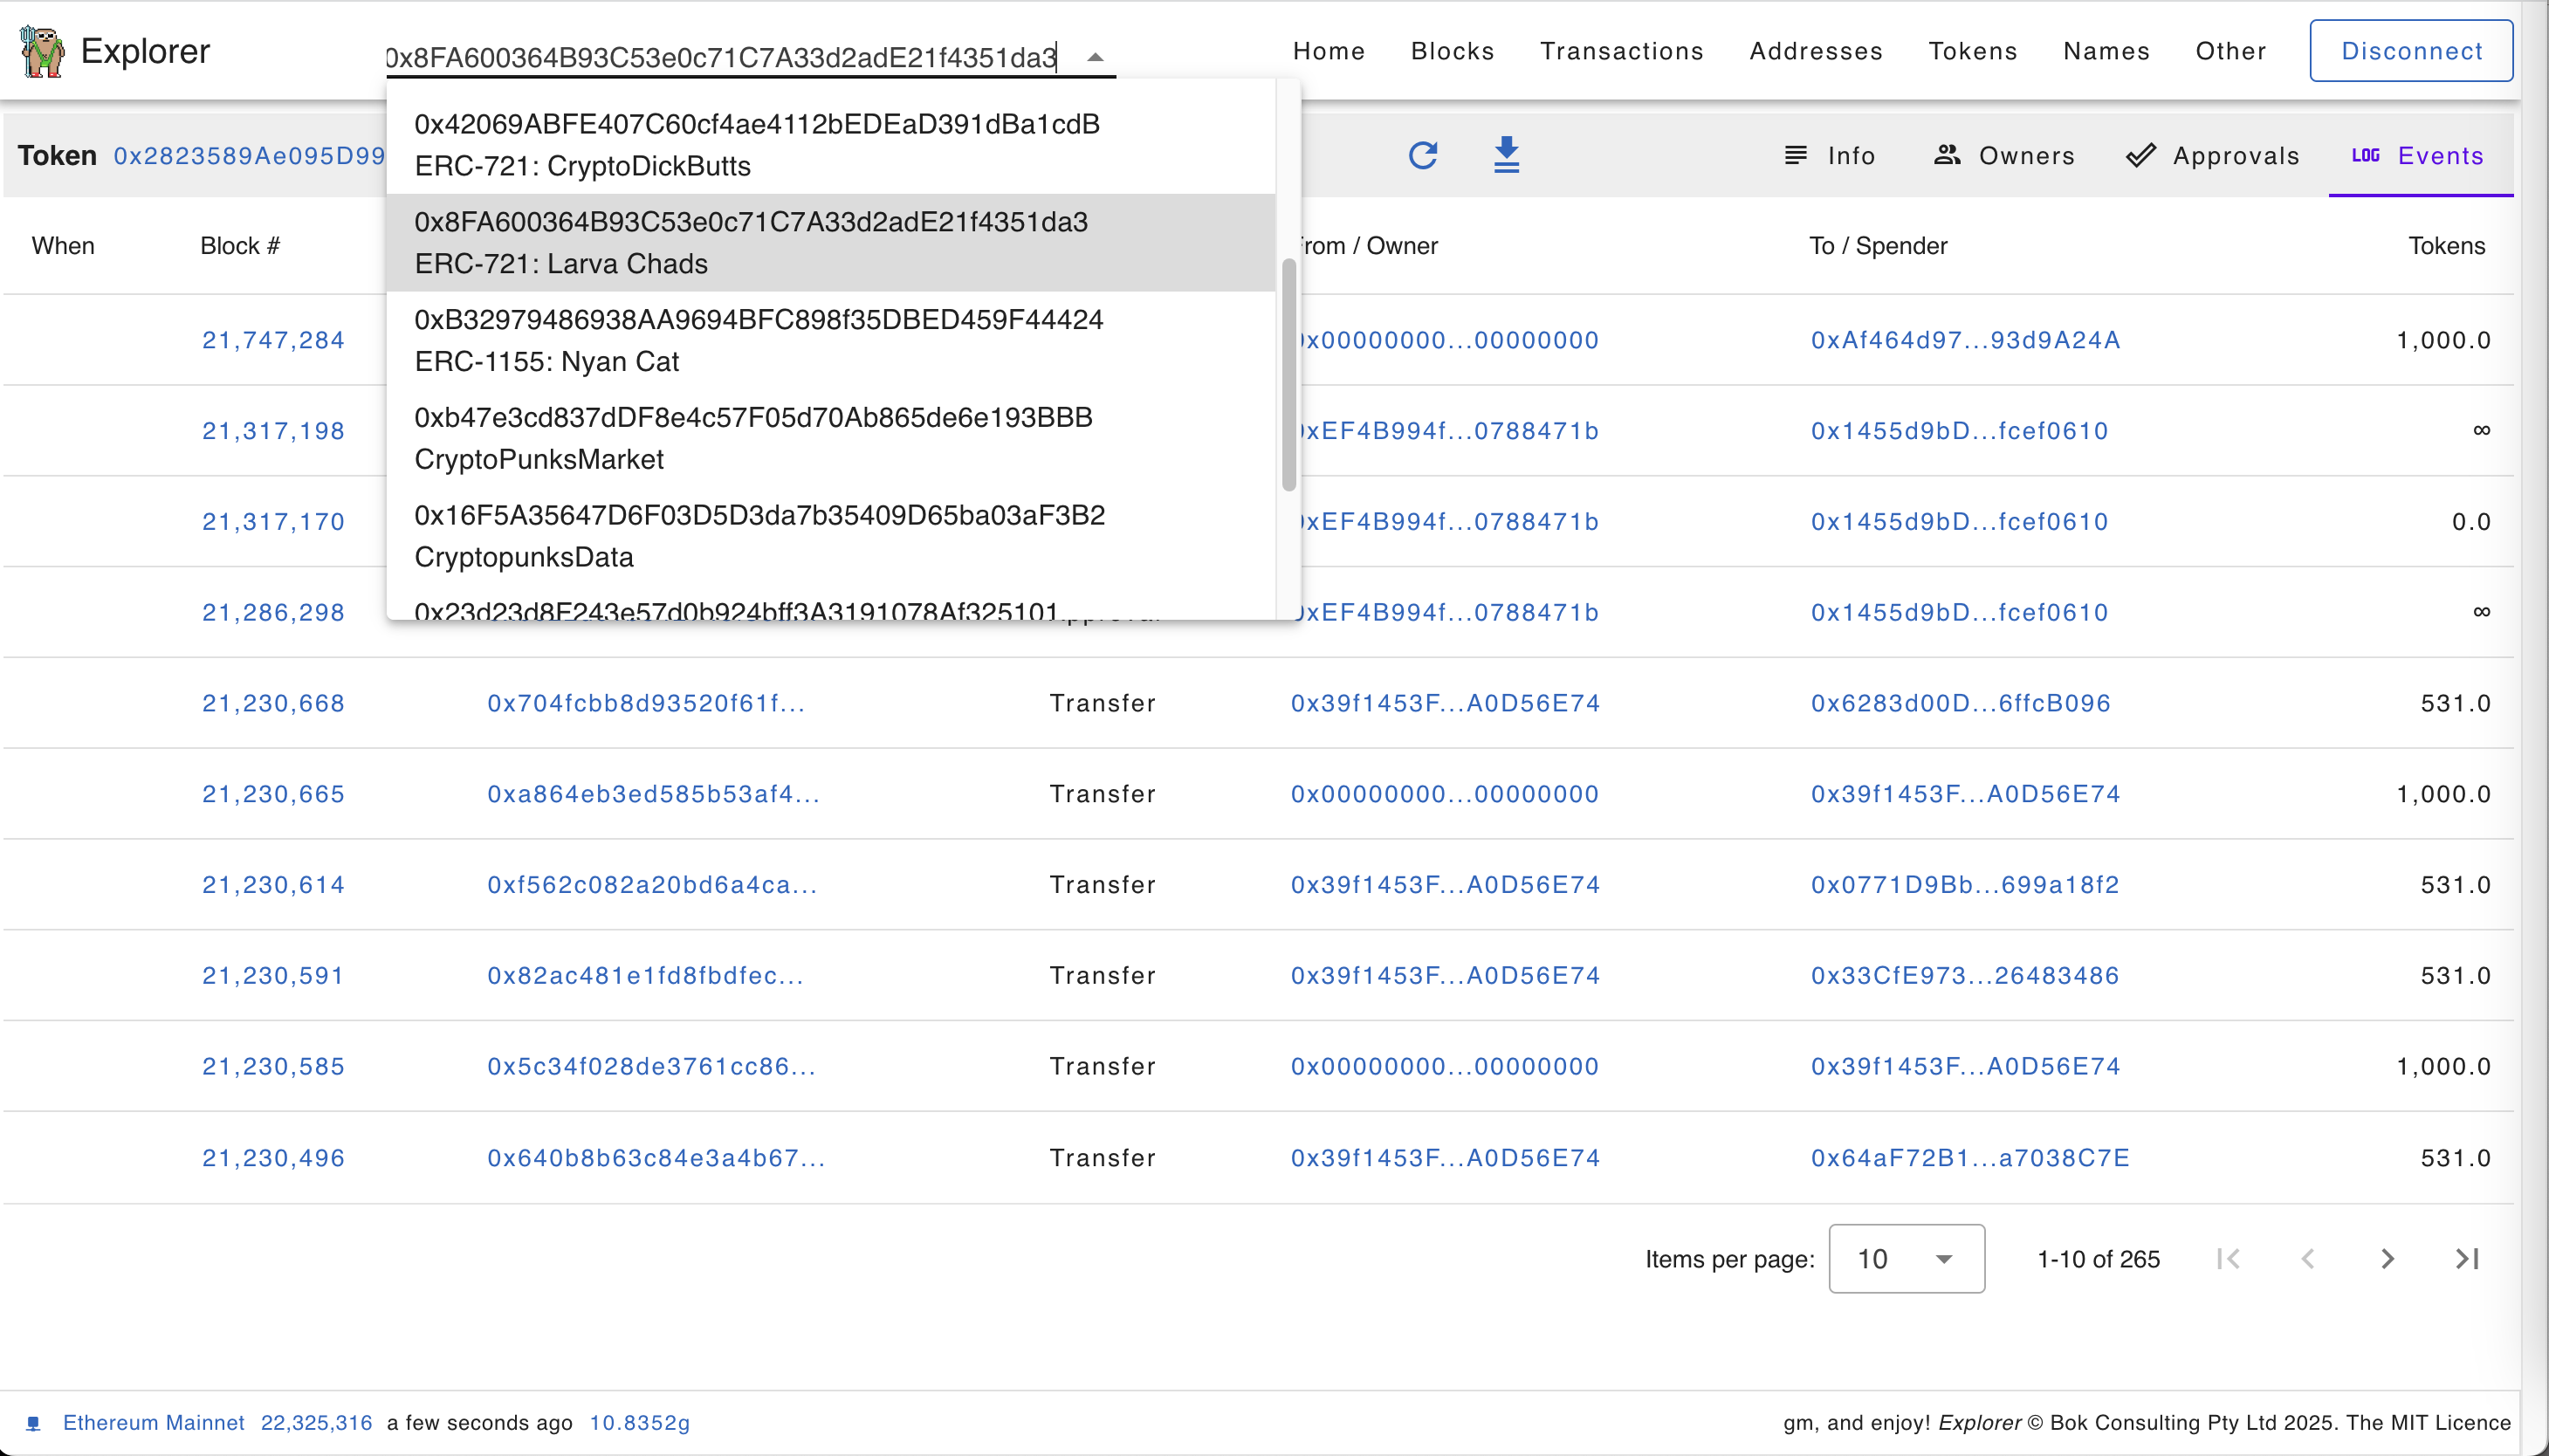 Explorer
0x8FA600364B93C53e0c71C7A33d2adE21f4351da3
Home Blocks Transactions Addresses Tokens Names Other Disconnect
0x42069ABFE407C60cf4ae4112bEDEaD391dBa1cdB
ERC-721: CryptoDickButts
0x8FA600364B93C53e0c71C7A33d2adE21f4351da3
ERC-721: Larva Chads
0xB32979486938AA9694BFC898f35DBED459F44424
ERC-1155: Nyan Cat
0xb47e3cd837dDF8e4c57F05d70Ab865de6e193BBB
CryptoPunksMarket
0x16F5A35647D6F03D5D3da7b35409D65ba03aF3B2
CryptopunksData
0x23d23d8F243e57d0b924bff3A3191078Af325101
Token 0x2823589Ae095D99 Info Owners Approvals LOG Events
When Block # From / Owner To / Spender Tokens
21,747,284 0x00000000...00000000 0xAf464d97...93d9A24A 1,000.0
21,317,198 0xEF4B994f...0788471b 0x1455d9bD...fcef0610 ∞
21,317,170 0xEF4B994f...0788471b 0x1455d9bD...fcef0610 0.0
21,286,298 0xEF4B994f...0788471b 0x1455d9bD...fcef0610 ∞
21,230,668 0x704fcbb8d93520f61f... Transfer 0x39f1453F...A0D56E74 0x6283d00D...6ffcB096 531.0
21,230,665 0xa864eb3ed585b53af4... Transfer 0x00000000...00000000 0x39f1453F...A0D56E74 1,000.0
21,230,614 0xf562c082a20bd6a4ca... Transfer 0x39f1453F...A0D56E74 0x0771D9Bb...699a18f2 531.0
21,230,591 0x82ac481e1fd8fbdfec... Transfer 0x39f1453F...A0D56E74 0x33CfE973...26483486 531.0
21,230,585 0x5c34f028de3761cc86... Transfer 0x00000000...00000000 0x39f1453F...A0D56E74 1,000.0
21,230,496 0x640b8b63c84e3a4b67... Transfer 0x39f1453F...A0D56E74 0x64aF72B1...a7038C7E 531.0
Items per page: 10 1-10 of 265
Ethereum Mainnet 22,325,316 a few seconds ago 10.8352g gm, and enjoy! Explorer © Bok Consulting Pty Ltd 2025. The MIT Licence